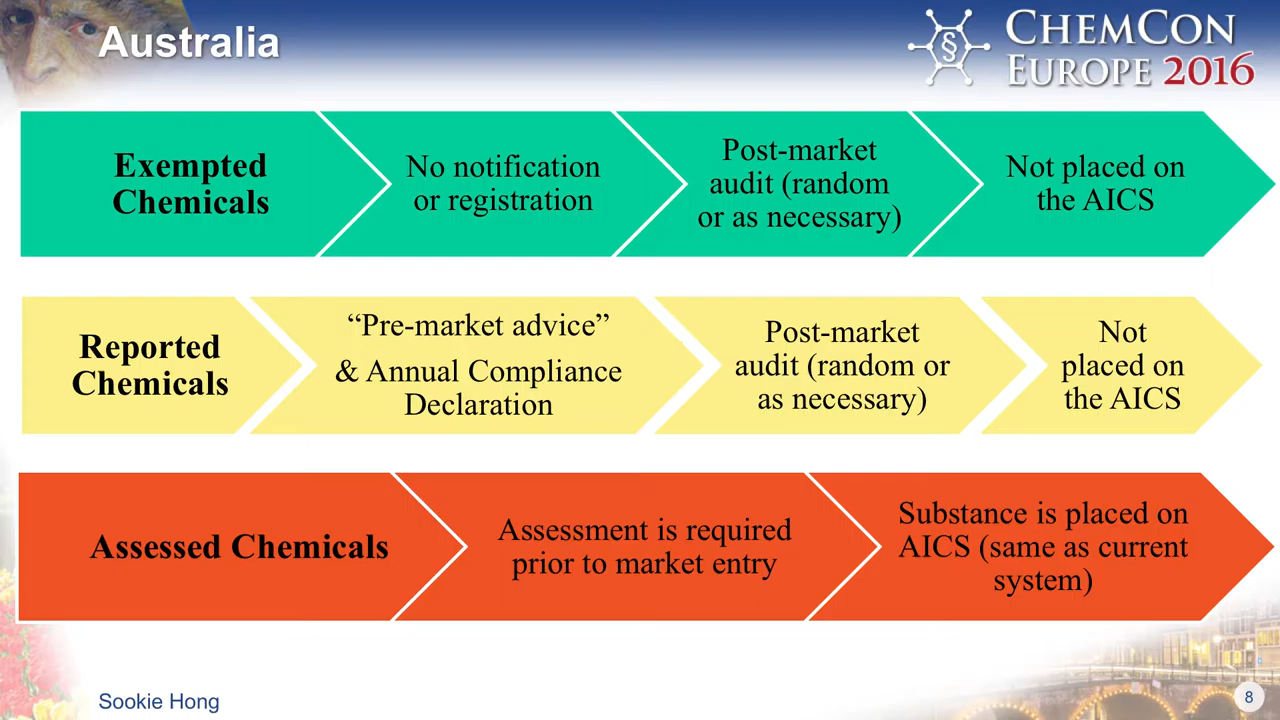 Australia
§
CHEMCON
EUROPE 2016
Exempted
Chemicals
No notification
or registration
Post-market
audit (random
or as necessary)
Not placed on
the AICS
Reported
Chemicals
“Pre-market advice”
& Annual Compliance
Declaration
Post-market
audit (random or
as necessary)
Not
placed on
the AICS
Assessed Chemicals
Assessment is required
prior to market entry
Substance is placed on
AICS (same as current
system)
Sookie Hong
8